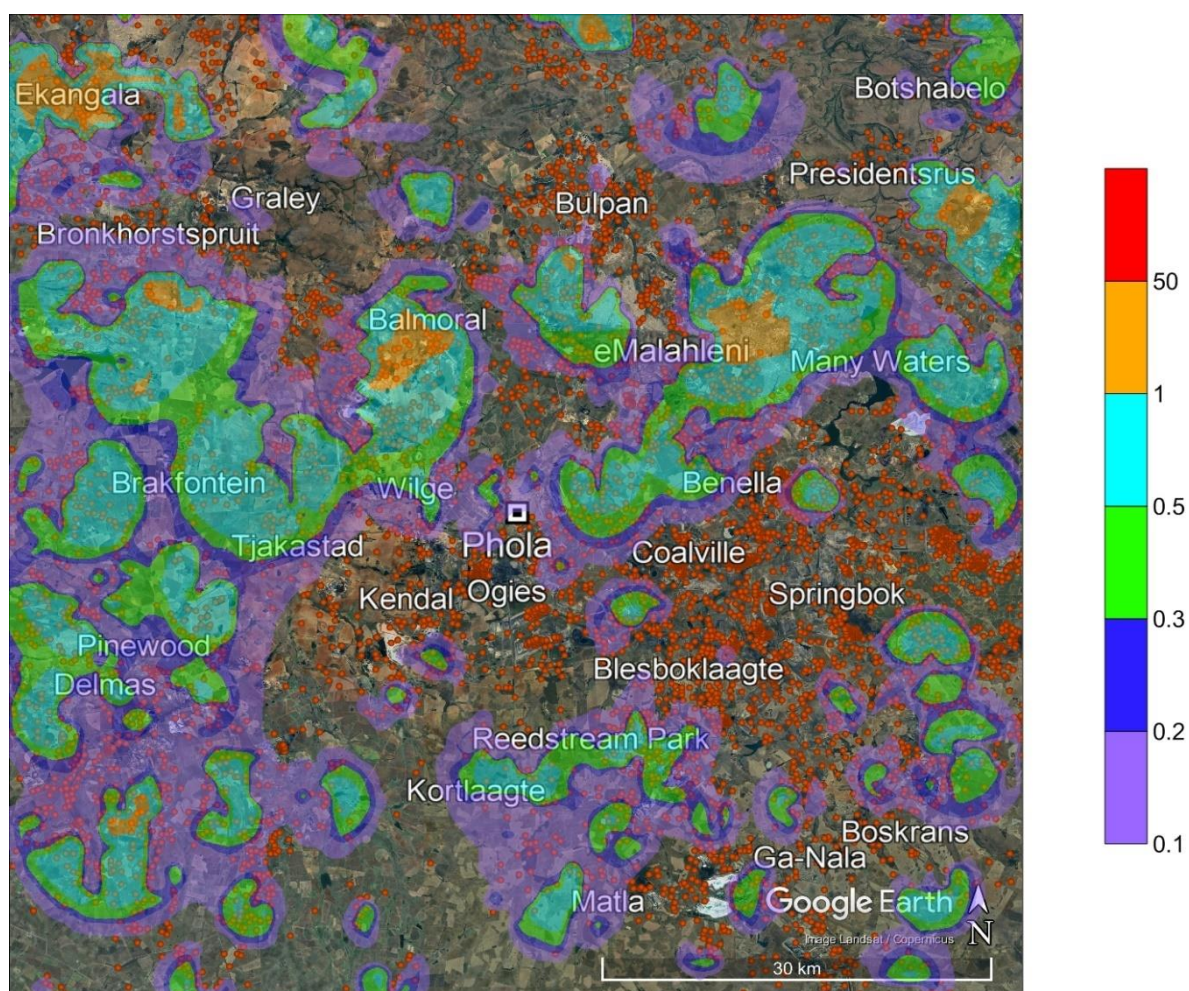 Ekangala
Botshabelo
Graley
Bulpan
Presidentsrus
Bronkhorstspruit
50
Balmoral
eMalahleni
Many Waters
1
Brakfontein
Wilge
Benella
0.5
Tjakastad
Phola
Coalville
Kendal
Ogies
Springbok
0.3
Pinewood
Delmas
Blesboklaagte
0.2
Reedstream Park
Kortlaagte
0.1
Boskrans
Ga-Nala
Matla
Google Earth
Image Landsat / Copernicus
N
30 km